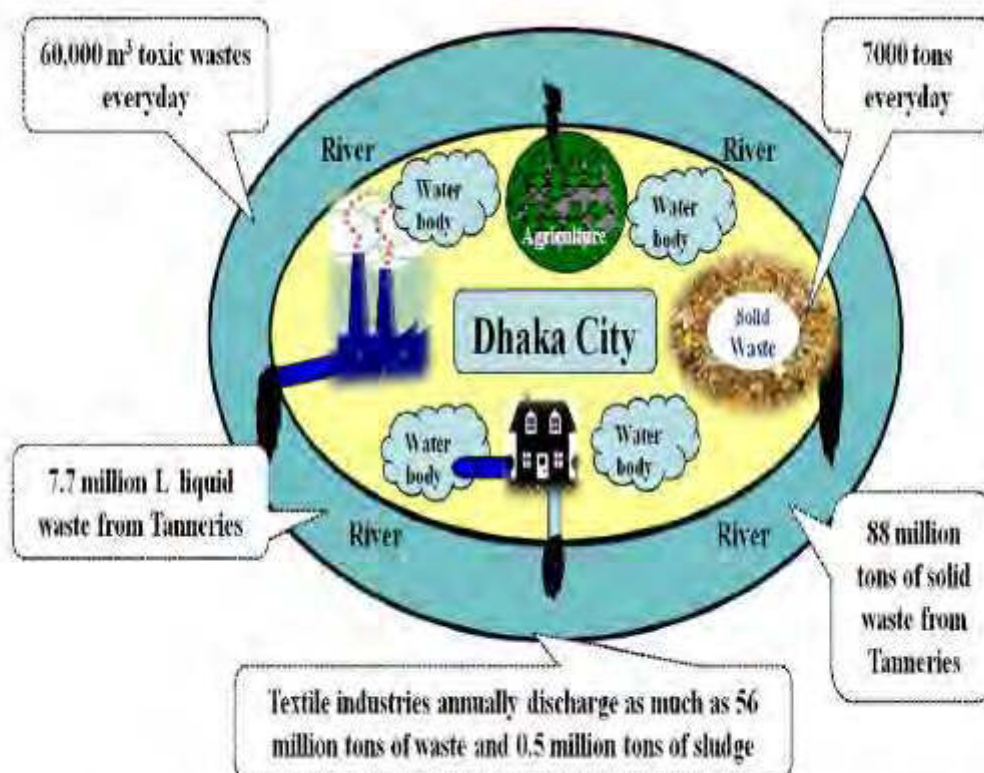 60,000 m³ toxic wastes
everyday
7000 tons
everyday
River
River
Water
body
Agriculture
Water
body
Dhaka City
Solid
Waste
Water
body
Water
body
7.7 million L liquid
waste from Tanneries
River
River
88 million
tons of solid
waste from
Tanneries
Textile industries annually discharge as much as 56
million tons of waste and 0.5 million tons of sludge